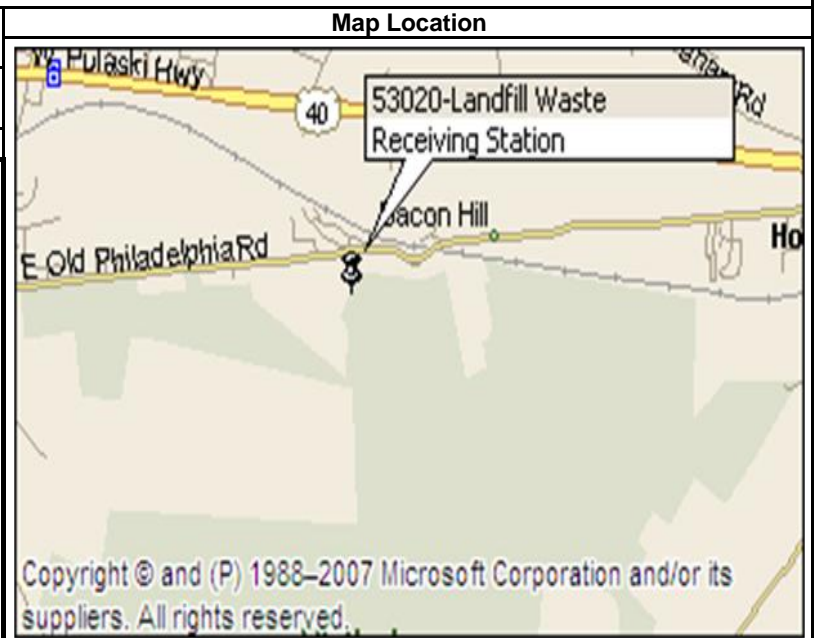 Map Location
W. Pulaski Hwy
40
53020-Landfill Waste
Receiving Station
Rd
Hill
E Old Philadelphia Rd
Ho
Copyright © and (P) 1988–2007 Microsoft Corporation and/or its
suppliers. All rights reserved.